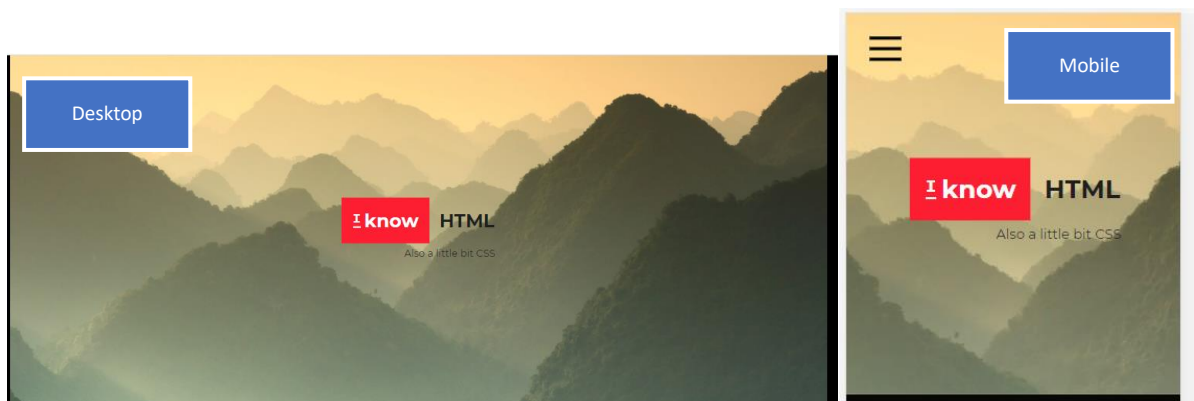 Desktop
I know HTML
Also a little bit CSS
Mobile
I know HTML
Also a little bit CSS